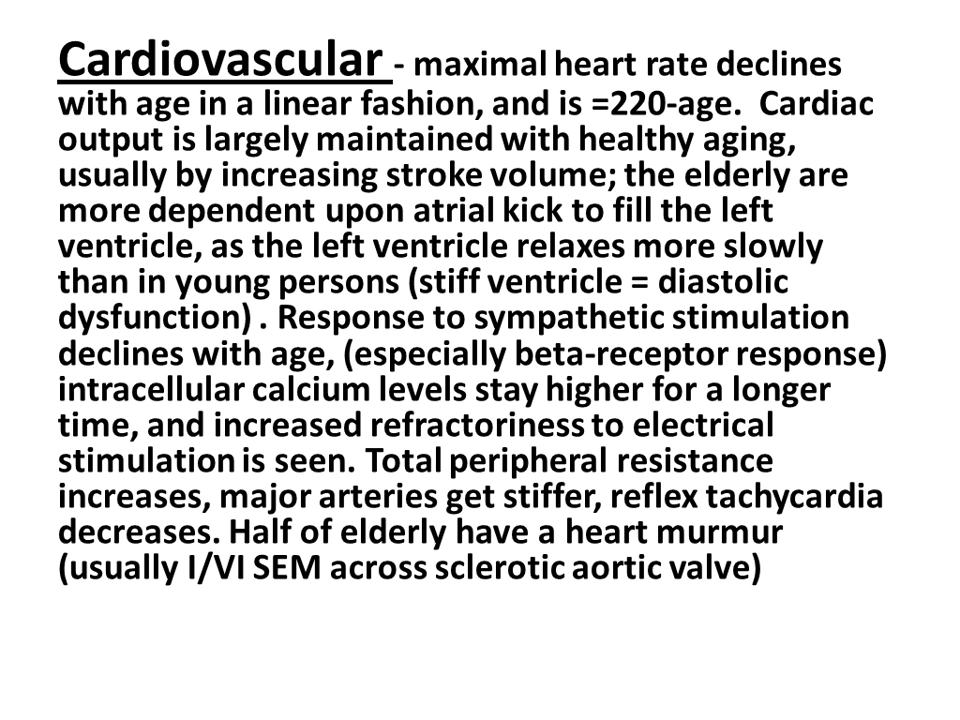 Cardiovascular - maximal heart rate declines
with age in a linear fashion, and is =220-age.  Cardiac
output is largely maintained with healthy aging,
usually by increasing stroke volume; the elderly are
more dependent upon atrial kick to fill the left
ventricle, as the left ventricle relaxes more slowly
than in young persons (stiff ventricle = diastolic
dysfunction) . Response to sympathetic stimulation
declines with age, (especially beta-receptor response)
intracellular calcium levels stay higher for a longer
time, and increased refractoriness to electrical
stimulation is seen. Total peripheral resistance
increases, major arteries get stiffer, reflex tachycardia
decreases. Half of elderly have a heart murmur
(usually I/VI SEM across sclerotic aortic valve)